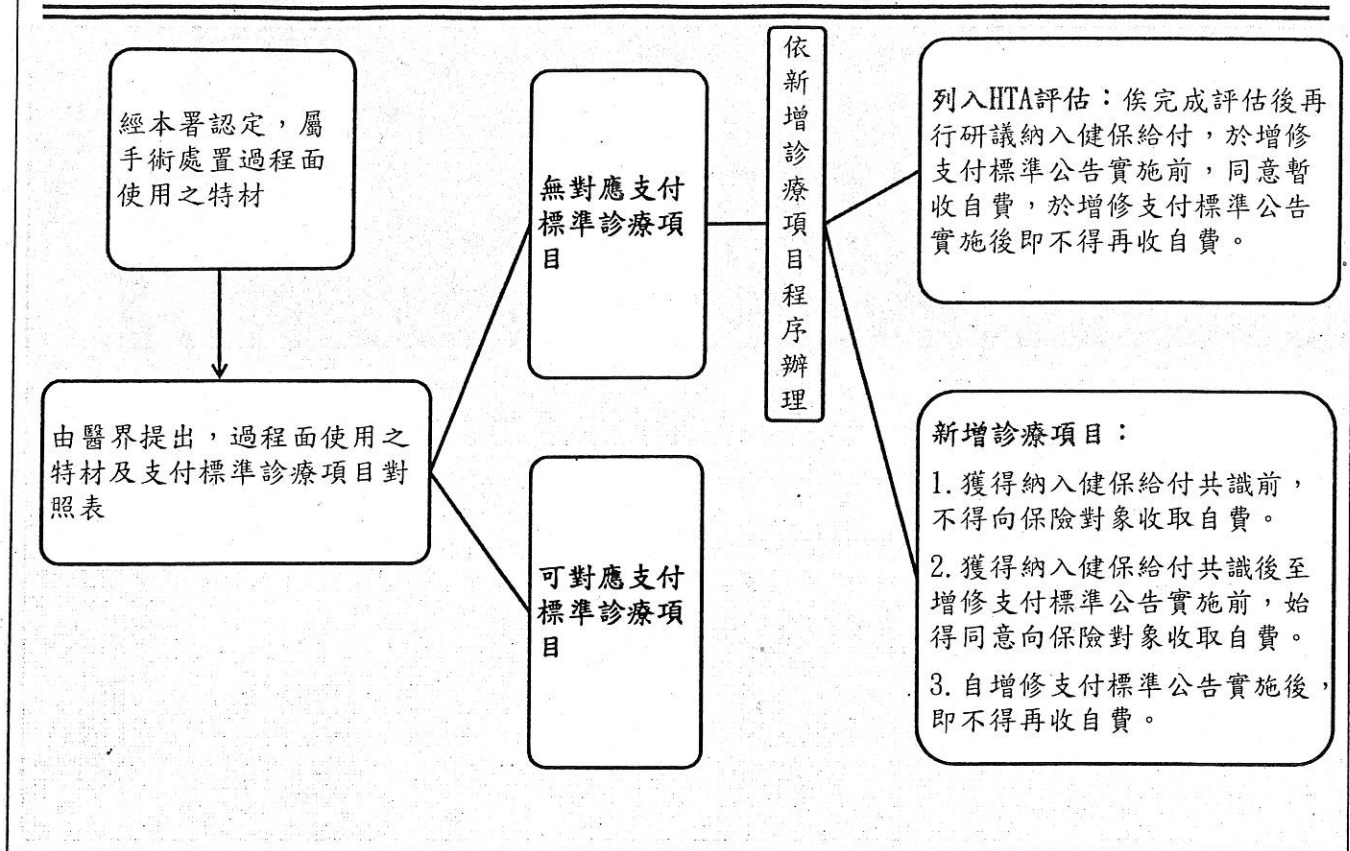 經本署認定，屬
手術處置過程面
使用之特材
由醫界提出，過程面使用之
特材及支付標準診療項目對
照表
無對應支付
標準診療項
目
可對應支付
標準診療項
目
依新增診療項目程序辦理
列入HTA評估：俟完成評估後再
行研議納入健保給付，於增修
支付標準公告實施前，同意暫
收自費，於增修支付標準公告
實施後即不得再收自費。
新增診療項目：
1.獲得納入健保給付共識前，
不得向保險對象收取自費。
2.獲得納入健保給付共識後至
增修支付標準公告實施前，始
得同意向保險對象收取自費。
3.自增修支付標準公告實施後，
即不得再收自費。